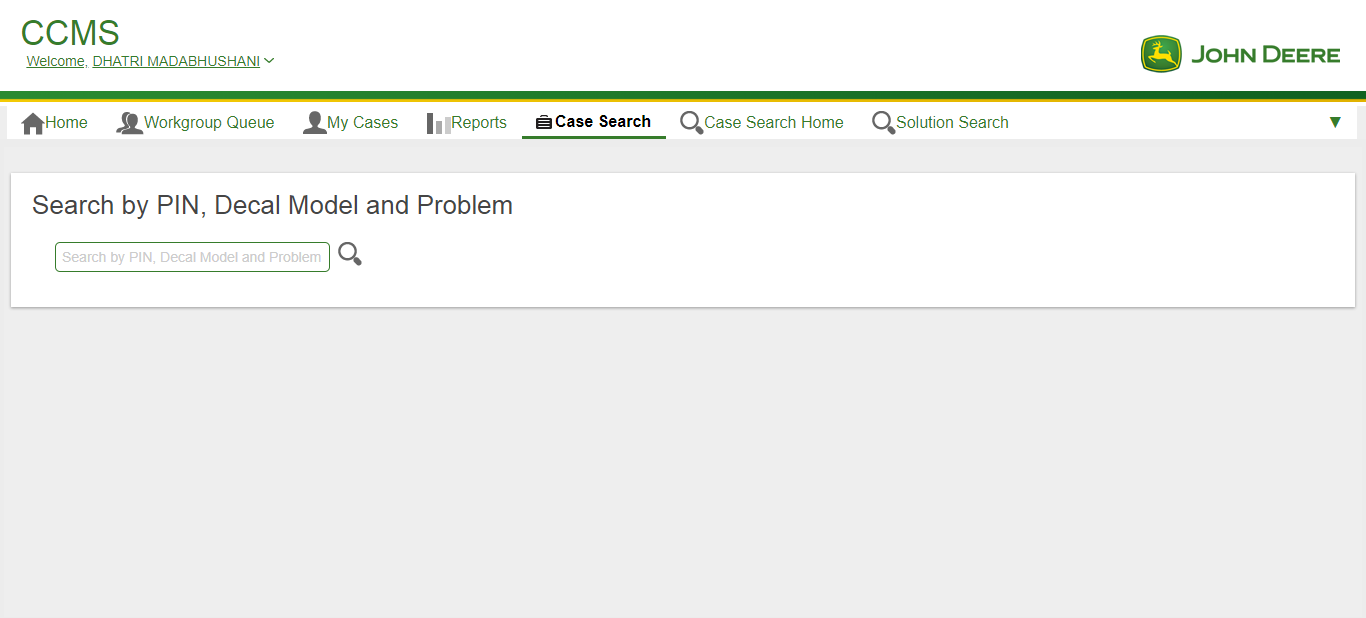 CCMS
Welcome, DHATRI MADABHUSHANI
JOHN DEERE
Home Workgroup Queue My Cases Reports Case Search Case Search Home Solution Search
Search by PIN, Decal Model and Problem
Search by PIN, Decal Model and Problem